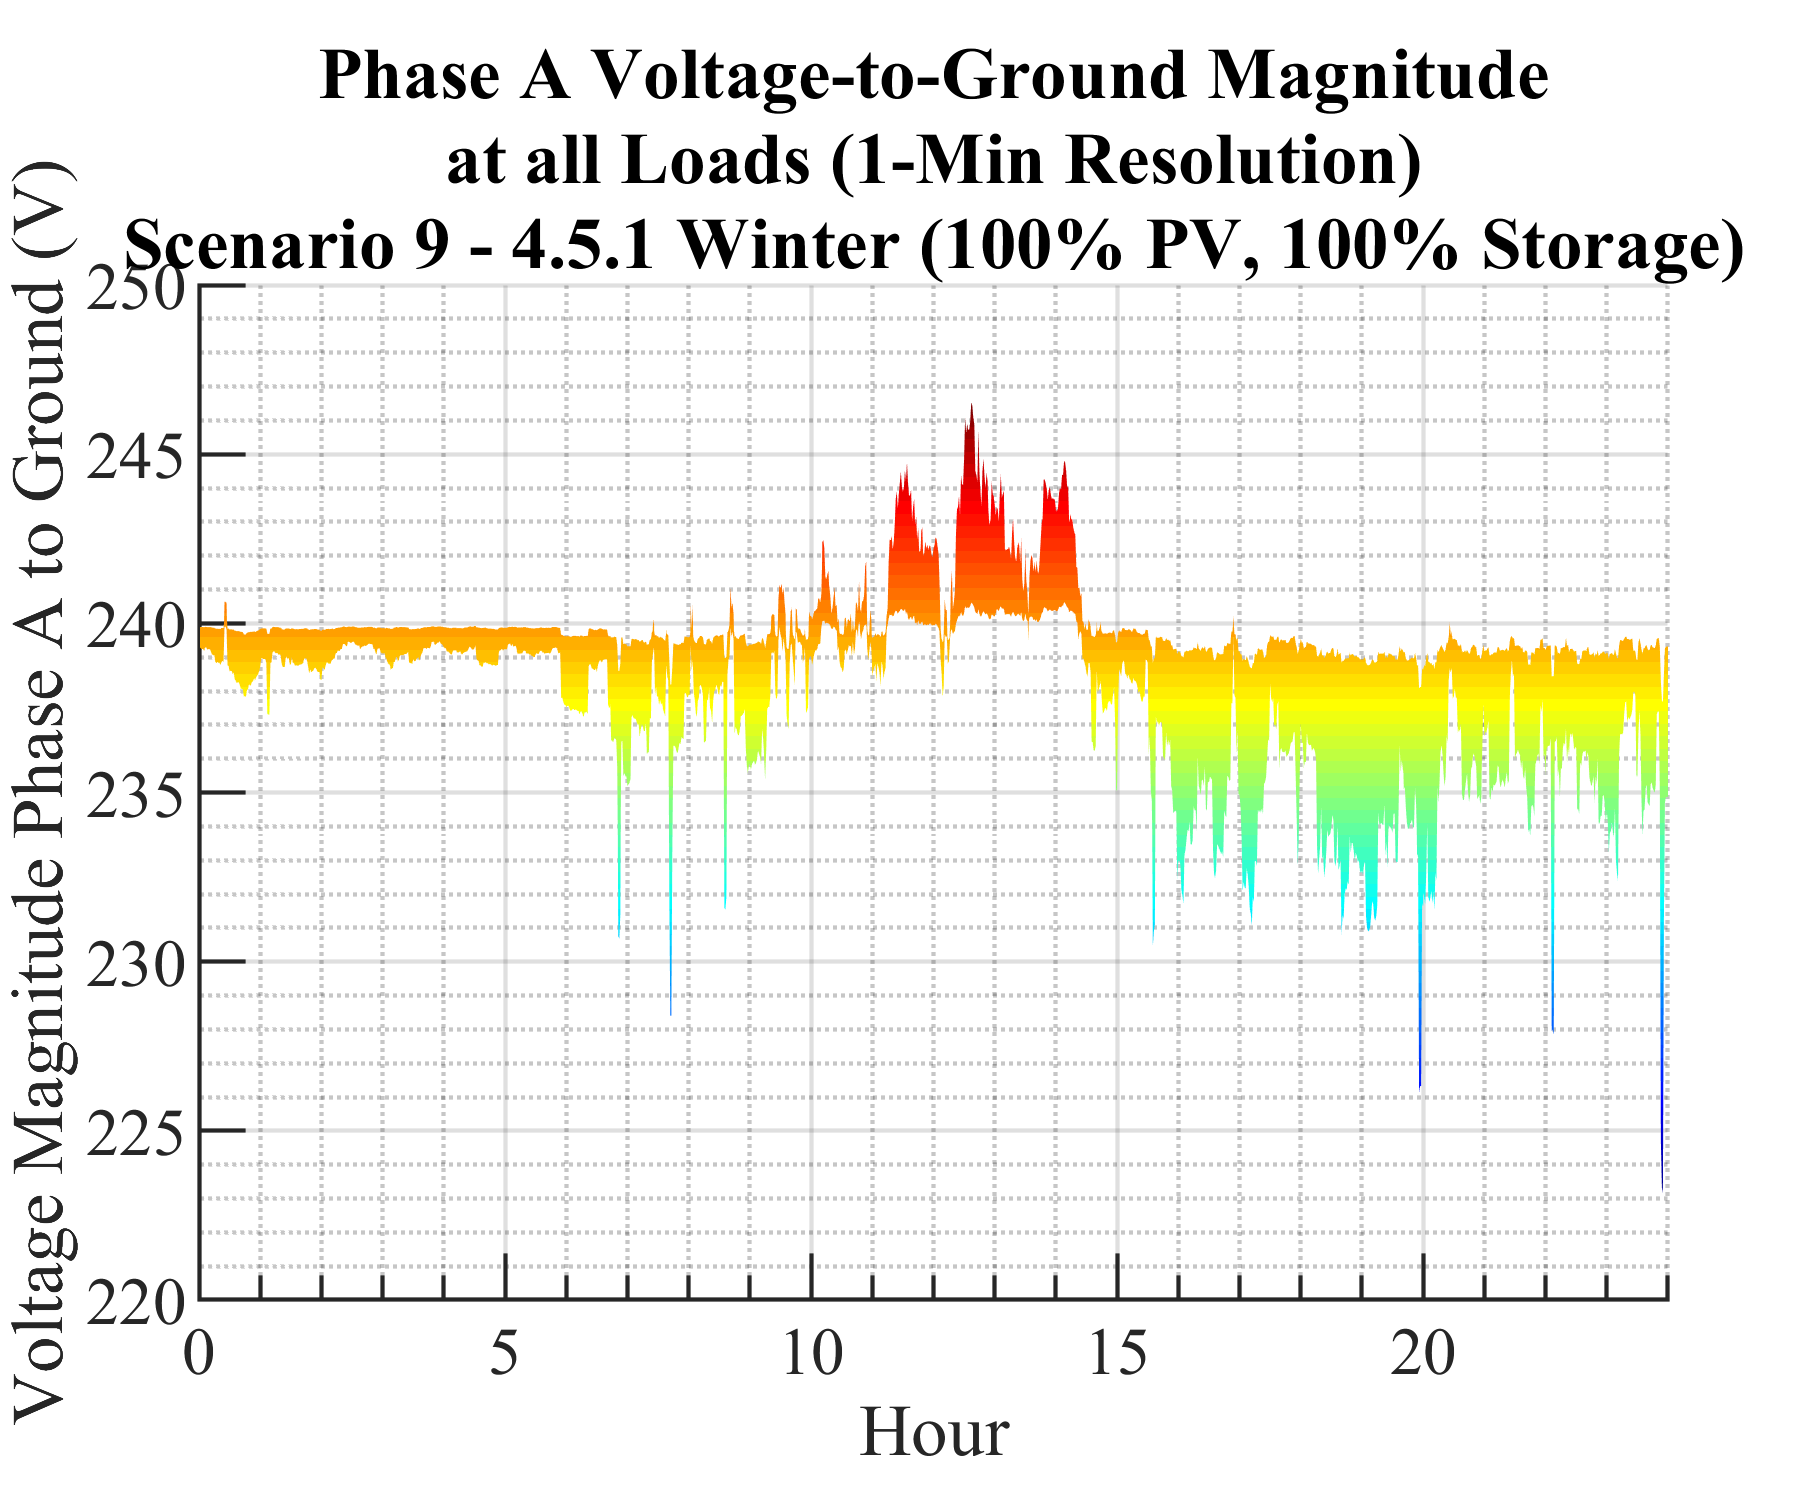 Phase A Voltage-to-Ground Magnitude
at all Loads (1-Min Resolution)
Scenario 9 - 4.5.1 Winter (100% PV, 100% Storage)
Voltage Magnitude Phase A to Ground (V)
250
245
240
235
230
225
220
0 5 10 15 20
Hour